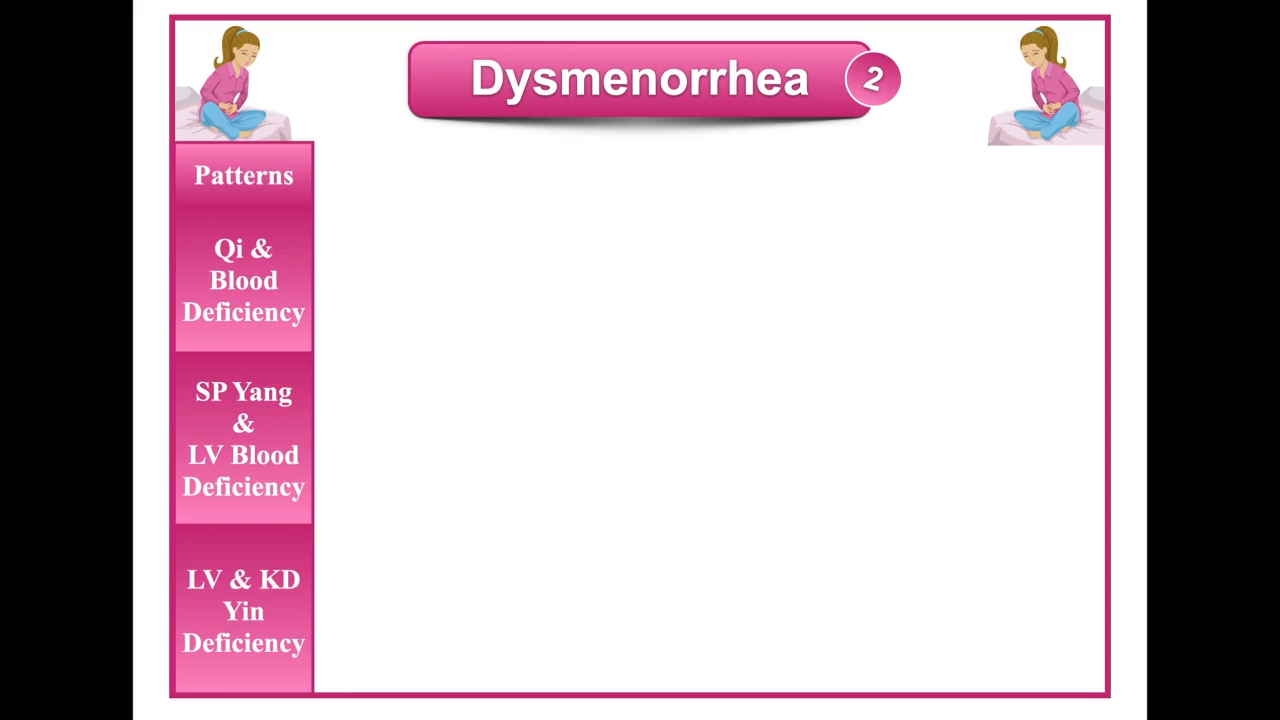 Dysmenorrhea
2
Patterns
Qi &
Blood
Deficiency
SP Yang
&
LV Blood
Deficiency
LV & KD
Yin
Deficiency